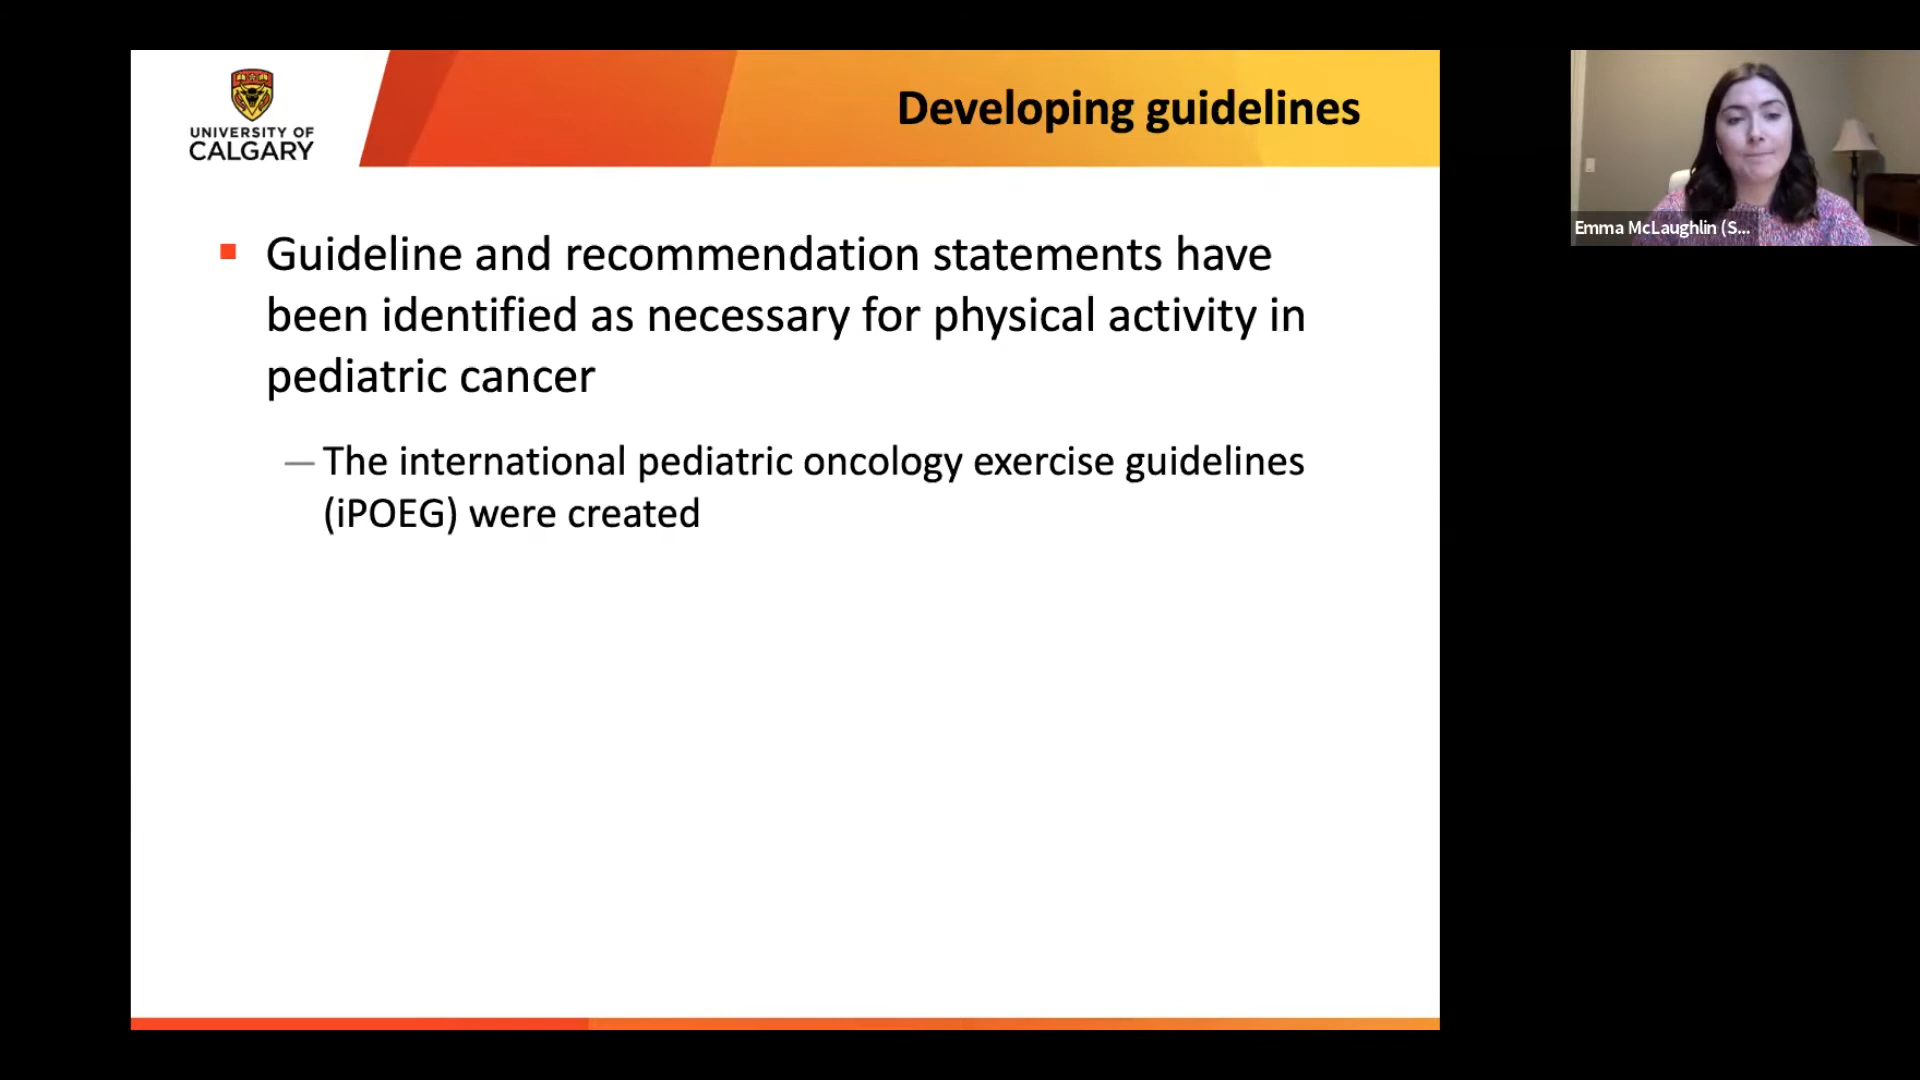 UNIVERSITY OF
CALGARY
Developing guidelines
Guideline and recommendation statements have
been identified as necessary for physical activity in
pediatric cancer
— The international pediatric oncology exercise guidelines
(iPOEG) were created
Emma McLaughlin (S...